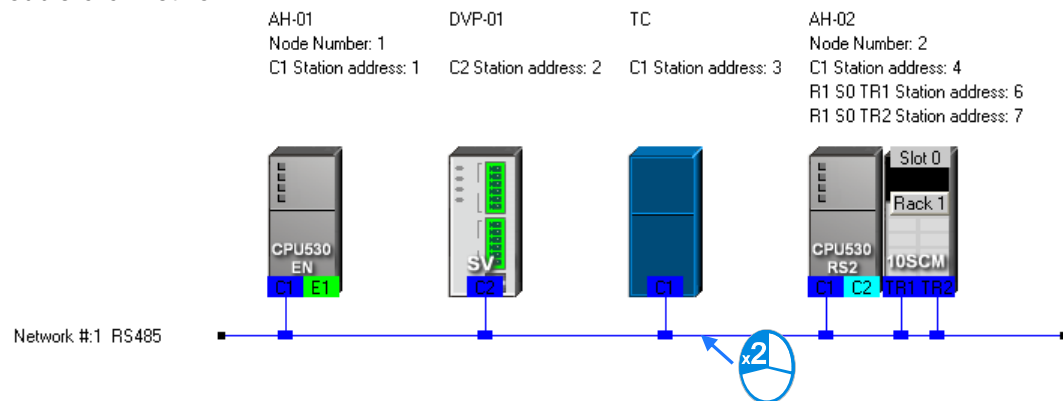 AH-01
Node Number: 1
C1 Station address: 1
DVP-01
C2 Station address: 2
TC
C1 Station address: 3
AH-02
Node Number: 2
C1 Station address: 4
R1 S0 TR1 Station address: 6
R1 S0 TR2 Station address: 7
CPU530
EN
C1 E1
SV
C2
C1
CPU530
RS2
C1 C2
Slot 0
Rack 1
10SCM
TR1 TR2
Network #:1 RS485
x2